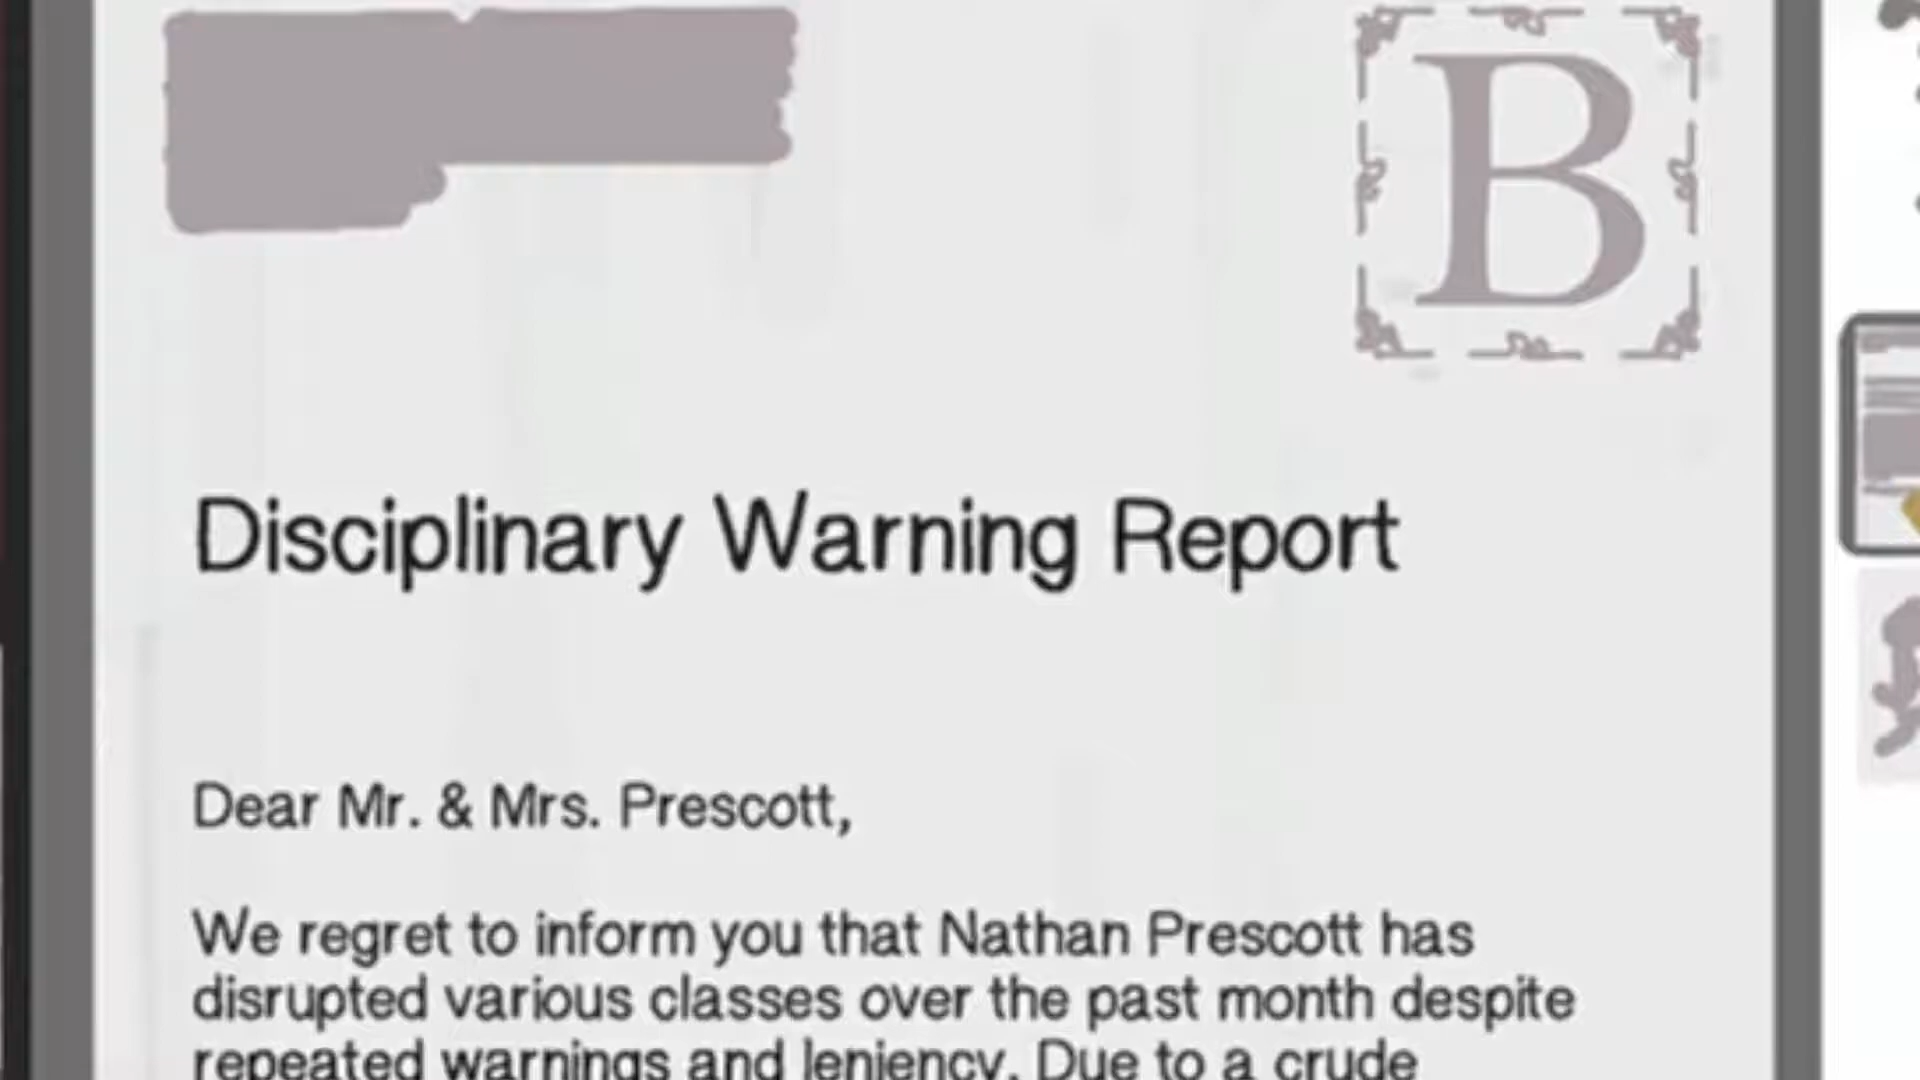 B
Disciplinary Warning Report
Dear Mr. & Mrs. Prescott,
We regret to inform you that Nathan Prescott has
disrupted various classes over the past month despite
repeated warnings and leniency. Due to a crude